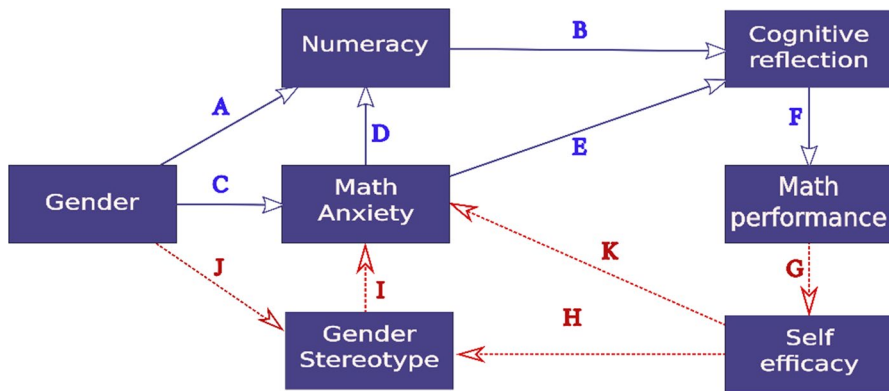 Numeracy
B
Cognitive
reflection
A
D
E
F
Gender
C
Math
Anxiety
Math
performance
J
I
K
G
H
Gender
Stereotype
Self
efficacy